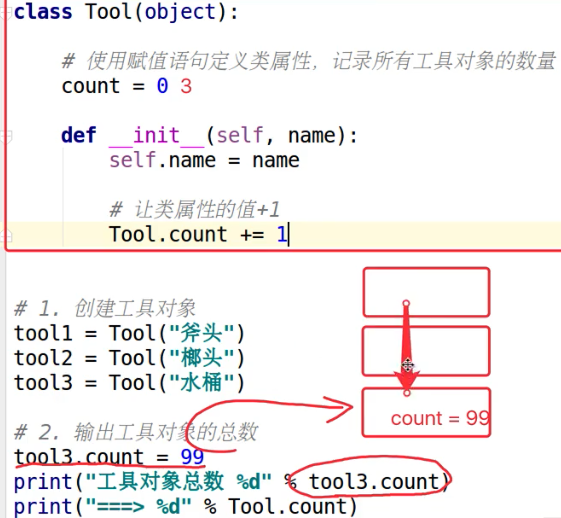 class Tool(object):
# 使用赋值语句定义类属性，记录所有工具对象的数量
count = 0 3
def __init__(self, name):
self.name = name
# 让类属性的值+1
Tool.count += 1
# 1. 创建工具对象
tool1 = Tool("斧头")
tool2 = Tool("榔头")
tool3 = Tool("水桶")
count = 99
# 2. 输出工具对象的总数
tool3.count = 99
print("工具对象总数 %d" % tool3.count)
print("===> %d" % Tool.count)